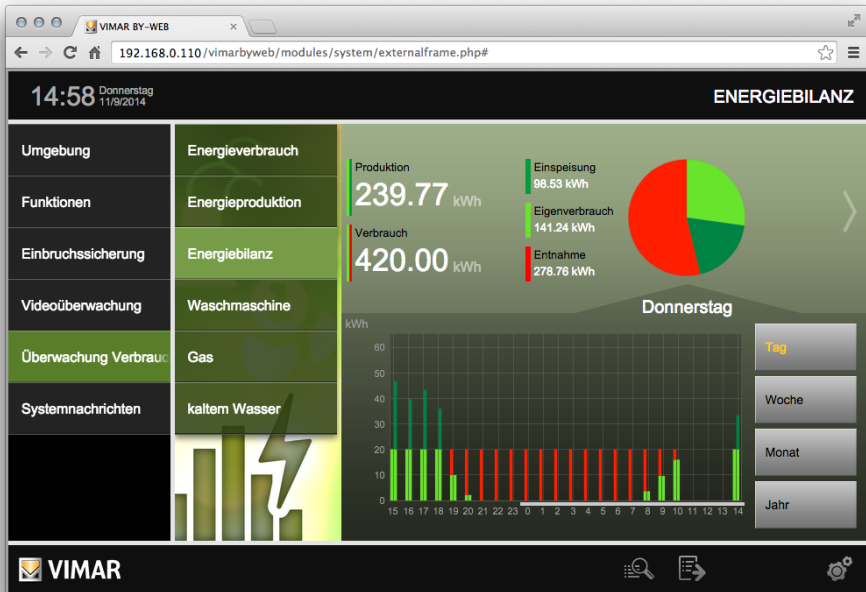 VIMAR BY-WEB
192.168.0.110/vimarbyweb/modules/system/externalframe.php#
14:58 Donnerstag
11/9/2014
ENERGIEBILANZ
Umgebung
Funktionen
Einbruchssicherung
Videoüberwachung
Überwachung Verbrauc
Systemnachrichten
Energieverbrauch
Energieproduktion
Energiebilanz
Waschmaschine
Gas
kaltem Wasser
Produktion
239.77 kWh
Verbrauch
420.00 kWh
Einspeisung
98.53 kWh
Eigenverbrauch
141.24 kWh
Entnahme
278.76 kWh
Donnerstag
kWh
60
50
40
30
20
10
0
15 16 17 18 19 20 21 22 23 0 1 2 3 4 5 6 7 8 9 10 11 12 13 14
Tag
Woche
Monat
Jahr
VIMAR